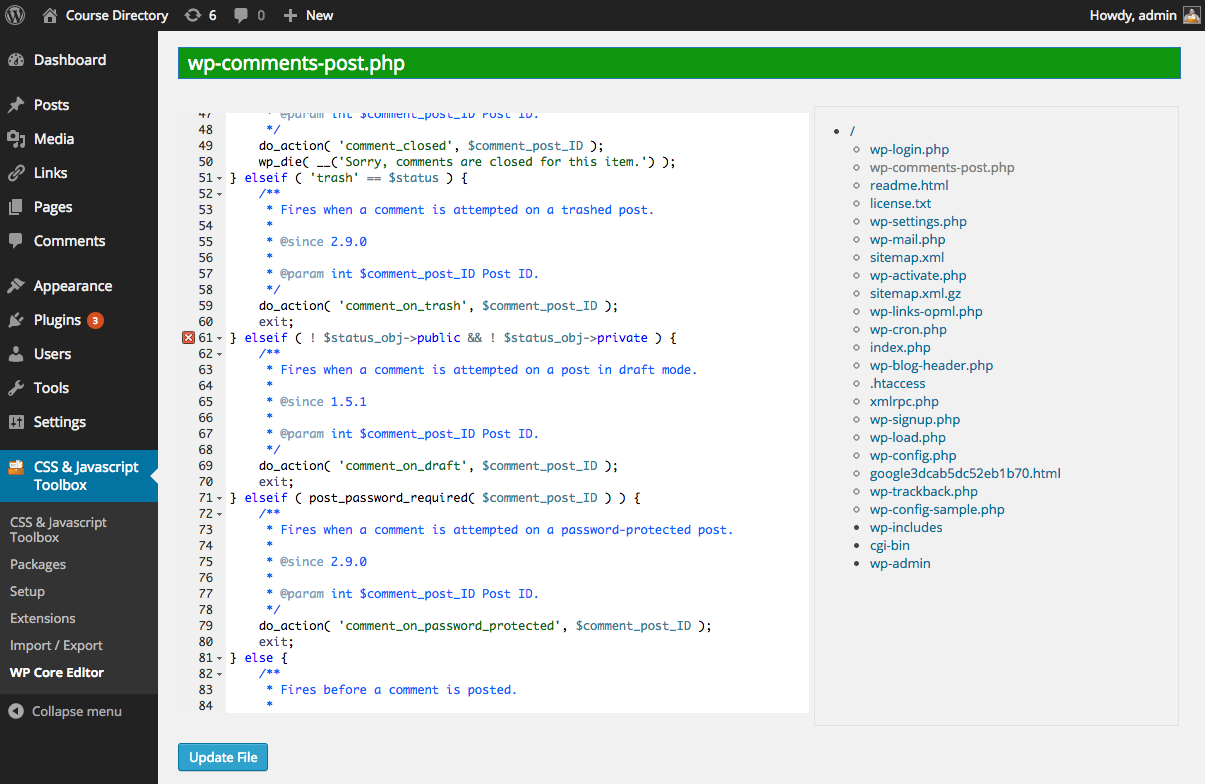 Course Directory 6 0 New Howdy, admin
Dashboard
Posts
Media
Links
Pages
Comments
Appearance
Plugins 3
Users
Tools
Settings
CSS & Javascript
Toolbox
CSS & Javascript
Toolbox
Packages
Setup
Extensions
Import / Export
WP Core Editor
Collapse menu
wp-comments-post.php
47 * @param int $comment_post_ID Post ID.
48 */
49 do_action( 'comment_closed', $comment_post_ID );
50 wp_die( __('Sorry, comments are closed for this item.') );
51 } elseif ( 'trash' == $status ) {
52 /**
53 * Fires when a comment is attempted on a trashed post.
54 *
55 * @since 2.9.0
56 *
57 * @param int $comment_post_ID Post ID.
58 */
59 do_action( 'comment_on_trash', $comment_post_ID );
60 exit;
61 } elseif ( ! $status_obj->public && ! $status_obj->private ) {
62 /**
63 * Fires when a comment is attempted on a post in draft mode.
64 *
65 * @since 1.5.1
66 *
67 * @param int $comment_post_ID Post ID.
68 */
69 do_action( 'comment_on_draft', $comment_post_ID );
70 exit;
71 } elseif ( post_password_required( $comment_post_ID ) ) {
72 /**
73 * Fires when a comment is attempted on a password-protected post.
74 *
75 * @since 2.9.0
76 *
77 * @param int $comment_post_ID Post ID.
78 */
79 do_action( 'comment_on_password_protected', $comment_post_ID );
80 exit;
81 } else {
82 /**
83 * Fires before a comment is posted.
84 *
/
wp-login.php
wp-comments-post.php
readme.html
license.txt
wp-settings.php
wp-mail.php
sitemap.xml
wp-activate.php
sitemap.xml.gz
wp-links-opml.php
wp-cron.php
index.php
wp-blog-header.php
.htaccess
xmlrpc.php
wp-signup.php
wp-load.php
wp-config.php
google3dcab5dc52eb1b70.html
wp-trackback.php
wp-config-sample.php
wp-includes
cgi-bin
wp-admin
Update File